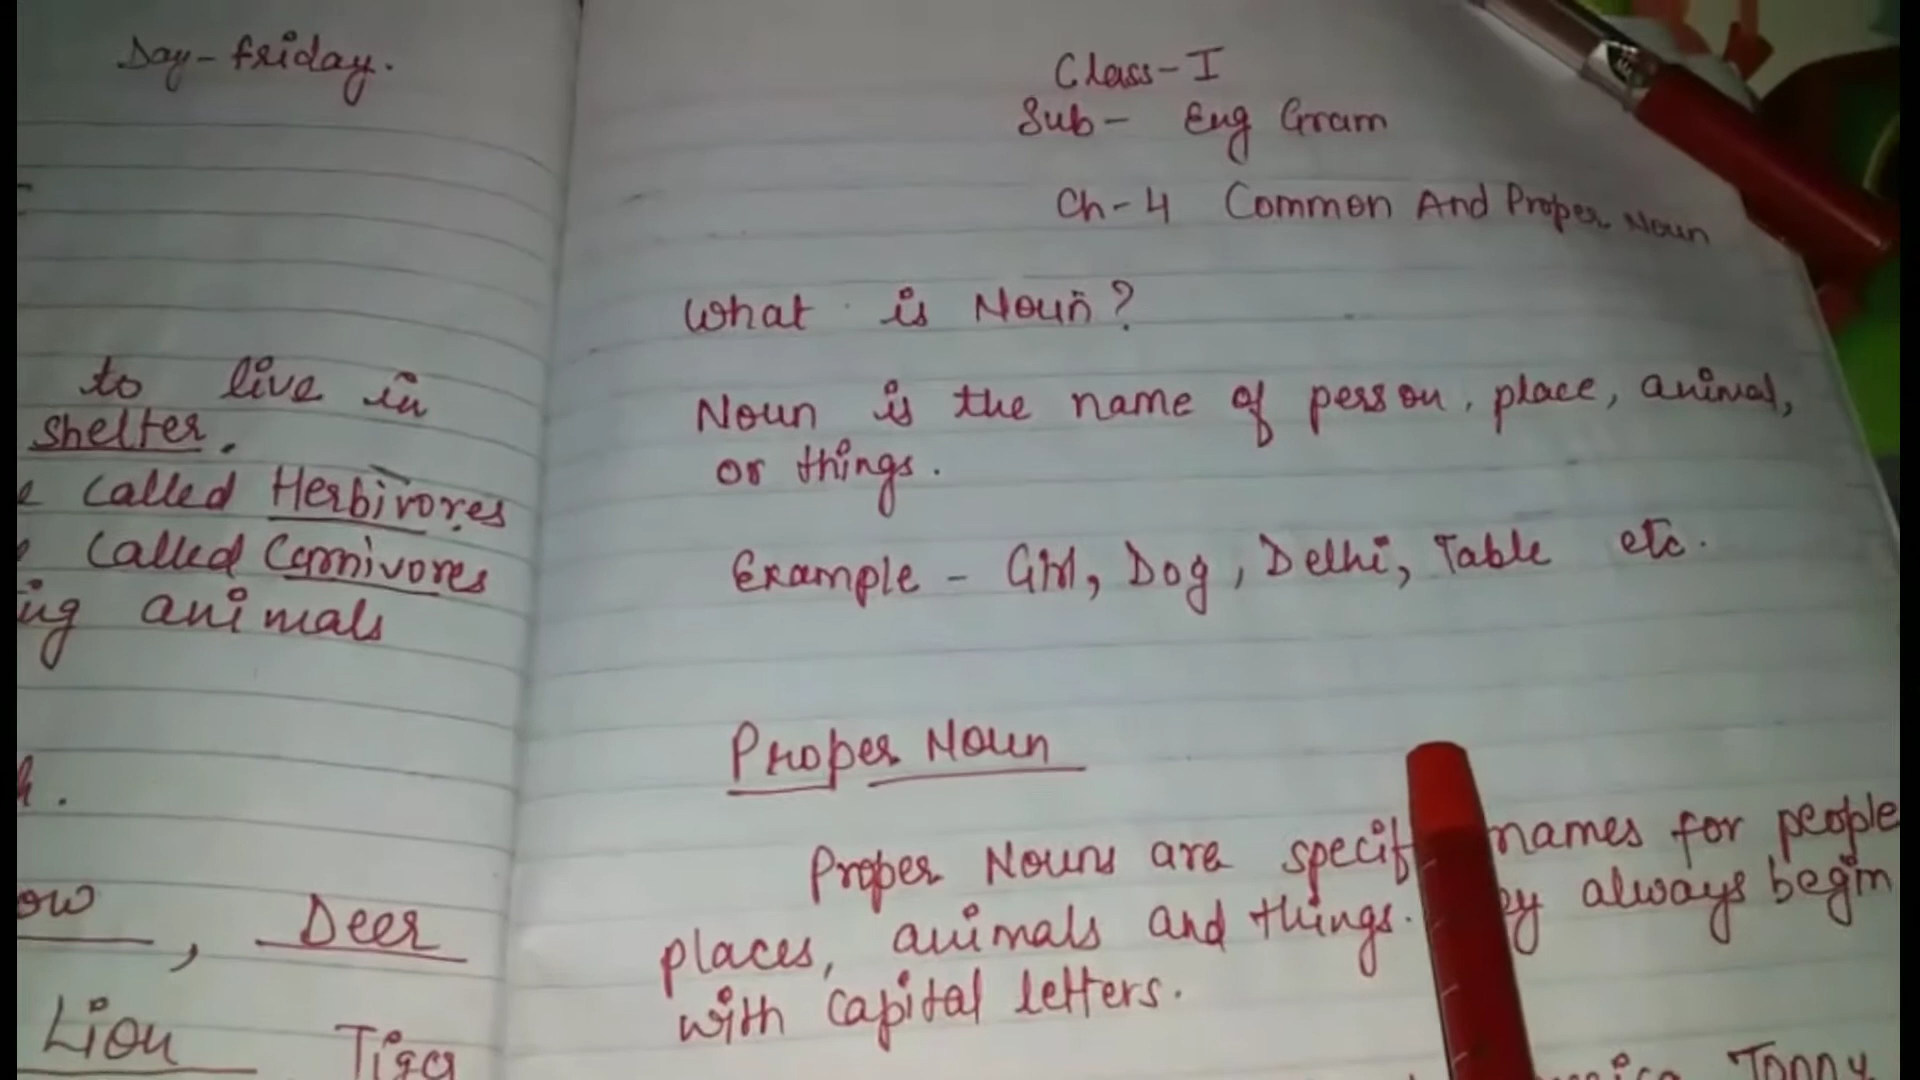 Day - friday.
to live in
shelter.
called Herbivores
called Carnivores
animals
Deer
Lion Tiger
Class - I
Sub - Eng Gram
Ch - 4 Common And Proper Noun
What is Noun?
Noun is the name of person, place, animal,
or things.
Example - Girl, Dog, Delhi, Table etc.
Proper Noun
Proper Nouns are names for people
places, animals and things. always begin
with capital letters.
Tonny